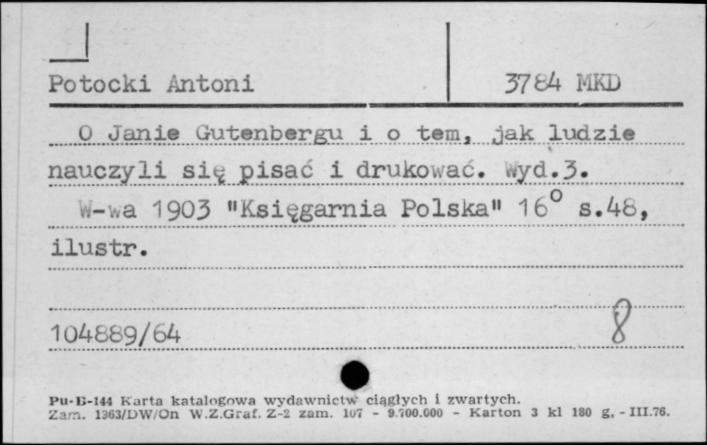 Potocki Antoni 3784 MKD
O Janie Gutenbergu i o tem, jak ludzie
nauczyli się pisać i drukować. Wyd.3.
W-wa 1903 "Księgarnia Polska" 16° s.48,
ilustr.
104889/64 8
Pu-B-144 Karta katalogowa wydawnictw ciągłych i zwartych.
Zam. 1363/DW/On W.Z.Graf. Z-2 zam. 107 - 9.700.000 - Karton 3 kl 180 g, - III.76.